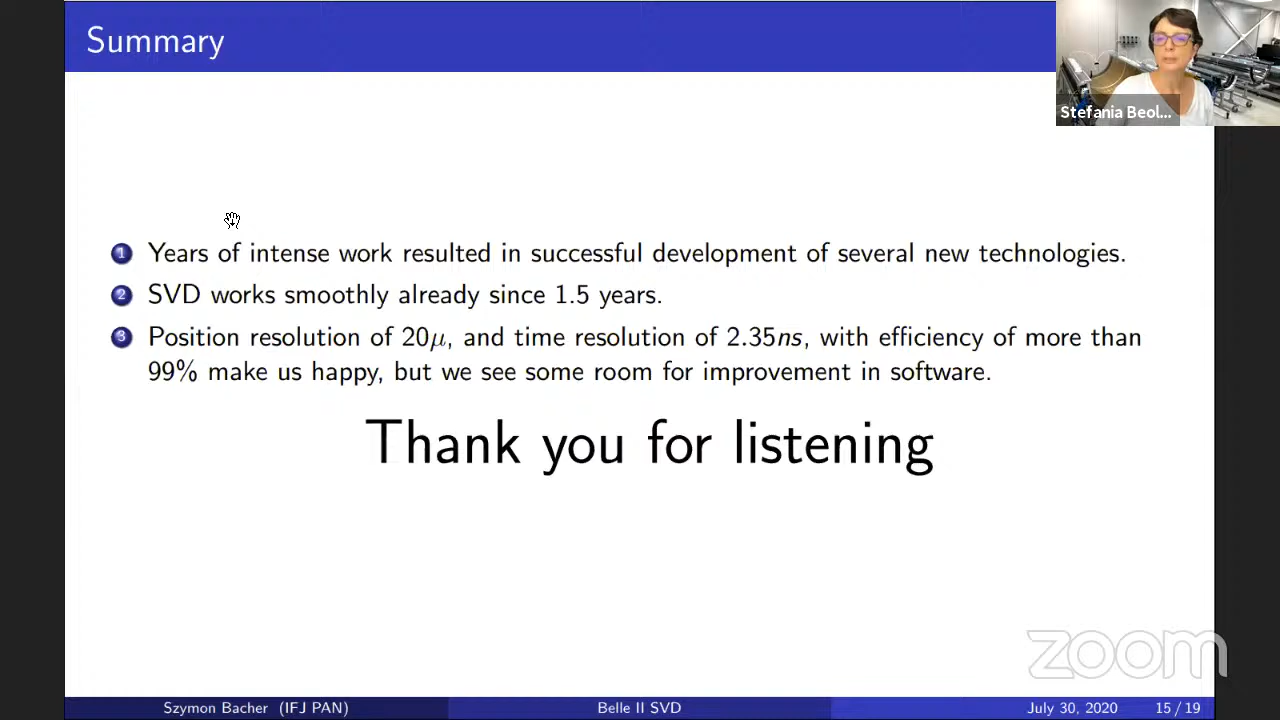 Summary
Stefania Beol...
1 Years of intense work resulted in successful development of several new technologies.
2 SVD works smoothly already since 1.5 years.
3 Position resolution of 20μ, and time resolution of 2.35ns, with efficiency of more than
99% make us happy, but we see some room for improvement in software.
Thank you for listening
zoom
Szymon Bacher (IFJ PAN) Belle II SVD July 30, 2020 15 / 19